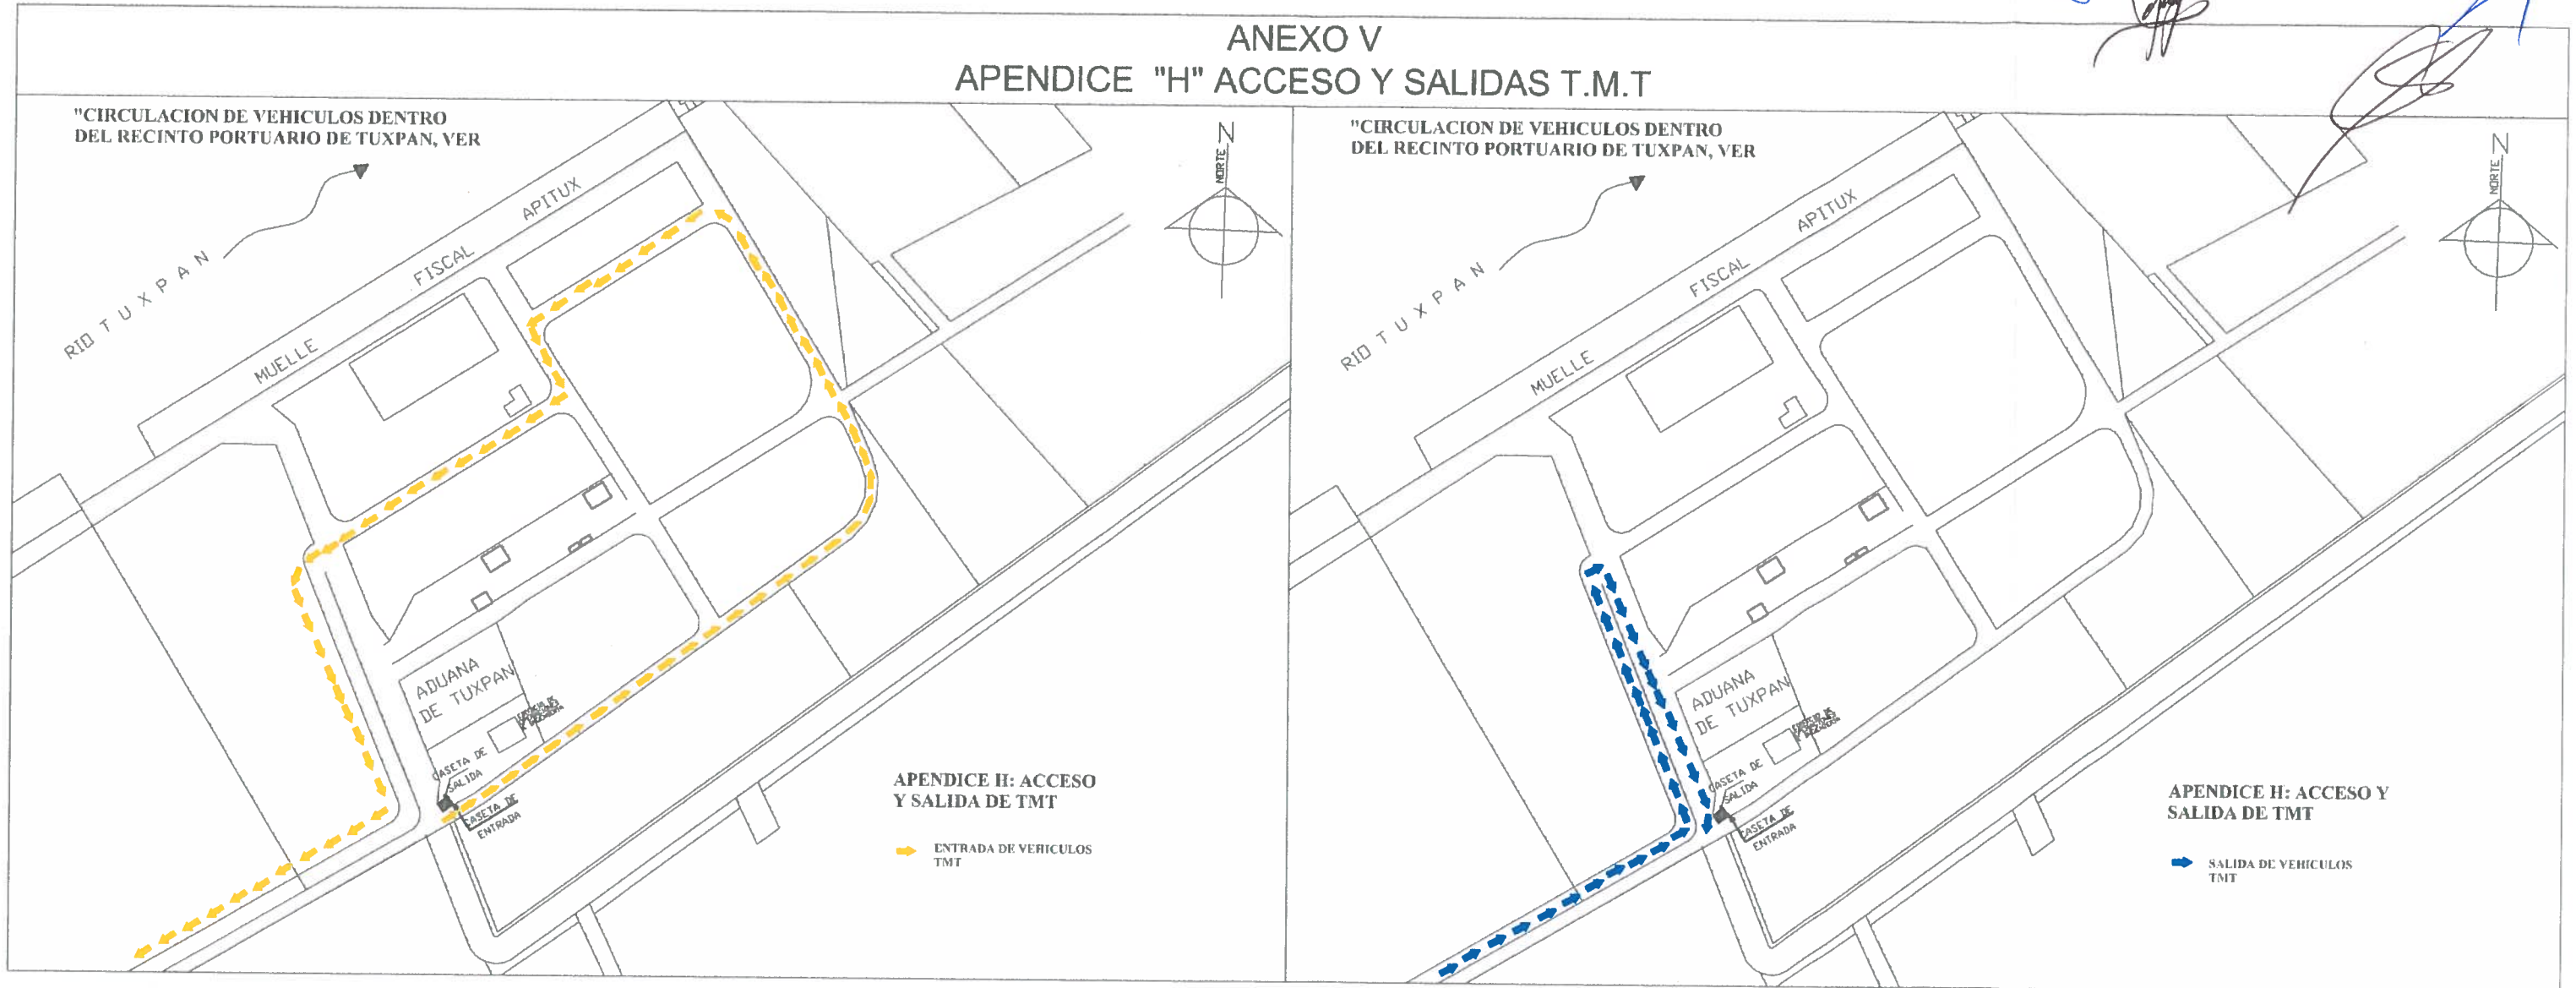 ANEXO V
APENDICE "H" ACCESO Y SALIDAS T.M.T
"CIRCULACION DE VEHICULOS DENTRO
DEL RECINTO PORTUARIO DE TUXPAN, VER
RIO TUXPAN
MUELLE FISCAL APITUX
NORTE N
ADUANA
DE TUXPAN
CASETA DE
SALIDA
CASETA DE
ENTRADA
APENDICE H: ACCESO
Y SALIDA DE TMT
ENTRADA DE VEHICULOS
TMT
"CIRCULACION DE VEHICULOS DENTRO
DEL RECINTO PORTUARIO DE TUXPAN, VER
RIO TUXPAN
MUELLE FISCAL APITUX
NORTE N
ADUANA
DE TUXPAN
CASETA DE
SALIDA
CASETA DE
ENTRADA
APENDICE H: ACCESO Y
SALIDA DE TMT
SALIDA DE VEHICULOS
TMT